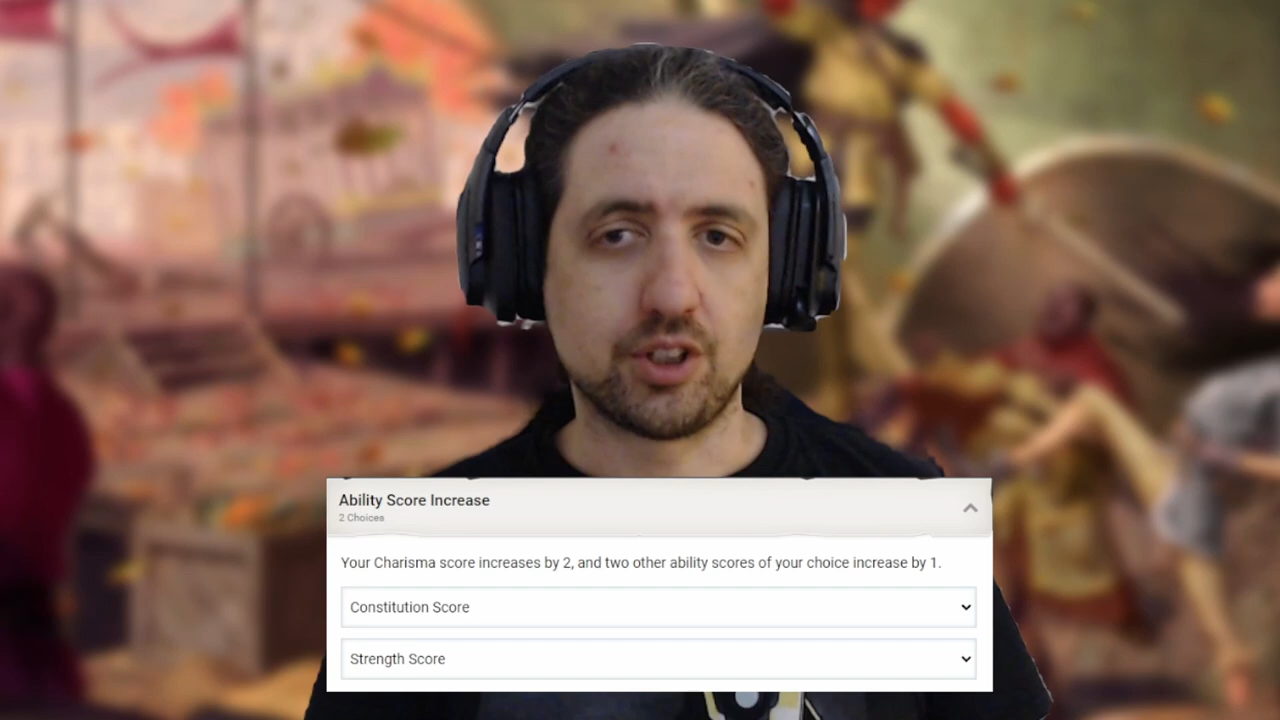 Ability Score Increase
2 Choices
Your Charisma score increases by 2, and two other ability scores of your choice increase by 1.
Constitution Score
Strength Score